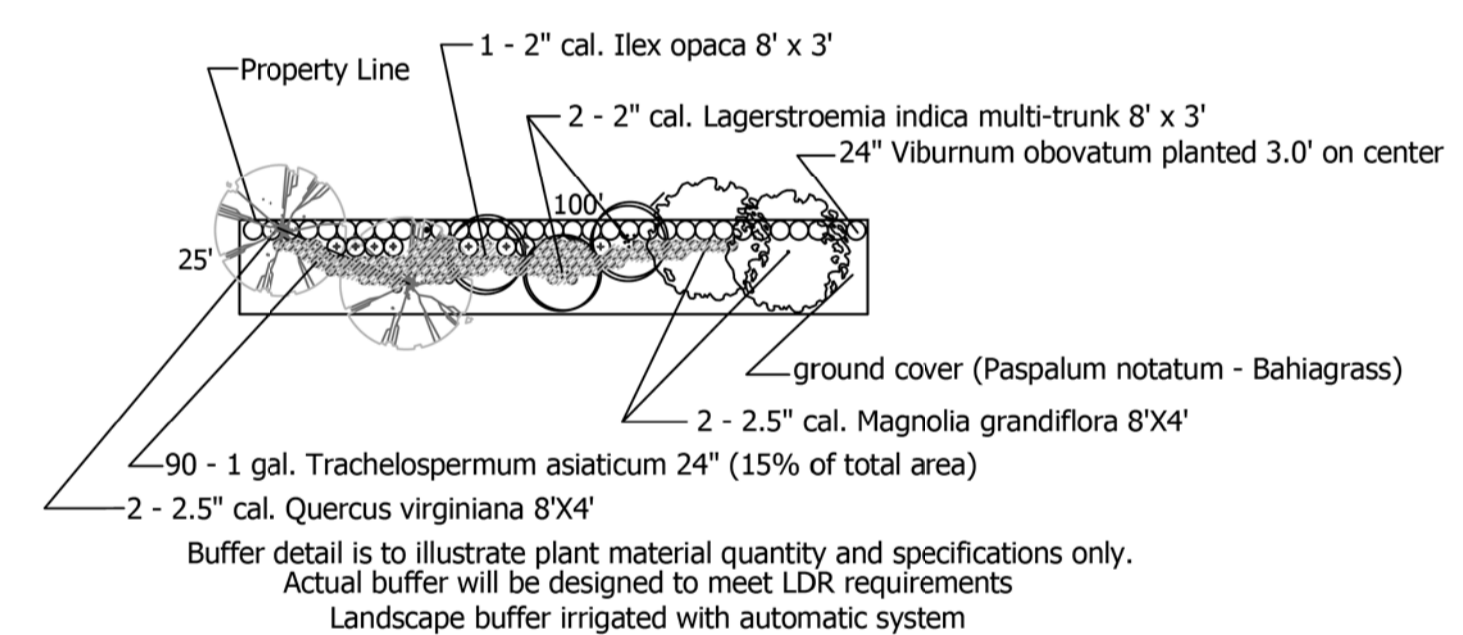 1 - 2" cal. Ilex opaca 8' x 3'
Property Line
2 - 2" cal. Lagerstroemia indica multi-trunk 8' x 3'
24" Viburnum obovatum planted 3.0' on center
100'
25'
ground cover (Paspalum notatum - Bahiagrass)
2 - 2.5" cal. Magnolia grandiflora 8'X4'
90 - 1 gal. Trachelospermum asiaticum 24" (15% of total area)
2 - 2.5" cal. Quercus virginiana 8'X4'
Buffer detail is to illustrate plant material quantity and specifications only.
Actual buffer will be designed to meet LDR requirements
Landscape buffer irrigated with automatic system